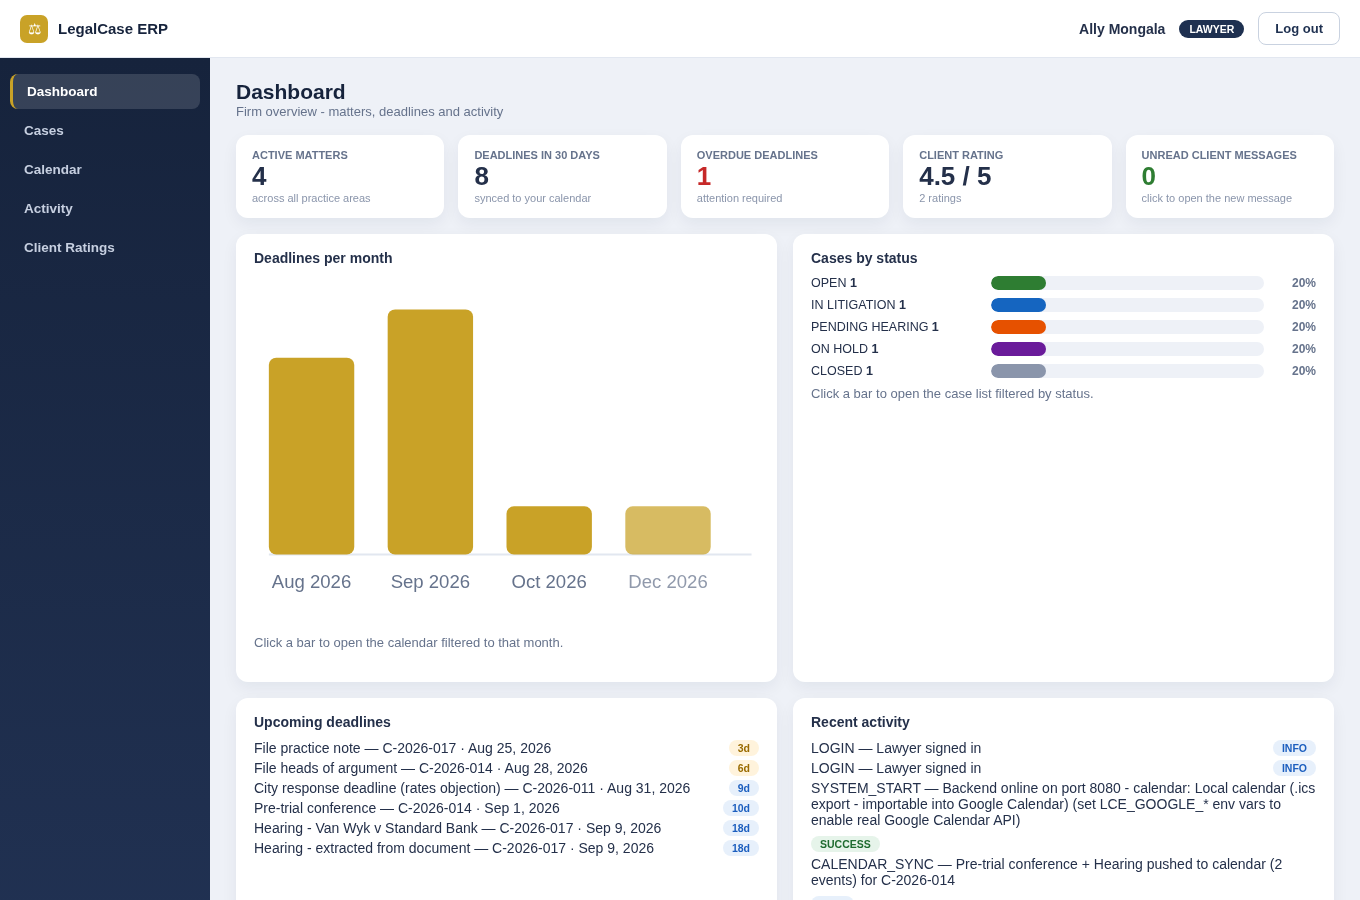 LegalCase ERP
Ally Mongala LAWYER Log out
Dashboard
Cases
Calendar
Activity
Client Ratings
Dashboard
Firm overview - matters, deadlines and activity
ACTIVE MATTERS
4
across all practice areas
DEADLINES IN 30 DAYS
8
synced to your calendar
OVERDUE DEADLINES
1
attention required
CLIENT RATING
4.5 / 5
2 ratings
UNREAD CLIENT MESSAGES
0
click to open the new message
Deadlines per month
Aug 2026 Sep 2026 Oct 2026 Dec 2026
Click a bar to open the calendar filtered to that month.
Cases by status
OPEN 1 20%
IN LITIGATION 1 20%
PENDING HEARING 1 20%
ON HOLD 1 20%
CLOSED 1 20%
Click a bar to open the case list filtered by status.
Upcoming deadlines
File practice note — C-2026-017 · Aug 25, 2026 3d
File heads of argument — C-2026-014 · Aug 28, 2026 6d
City response deadline (rates objection) — C-2026-011 · Aug 31, 2026 9d
Pre-trial conference — C-2026-014 · Sep 1, 2026 10d
Hearing - Van Wyk v Standard Bank — C-2026-017 · Sep 9, 2026 18d
Hearing - extracted from document — C-2026-017 · Sep 9, 2026 18d
Recent activity
LOGIN — Lawyer signed in INFO
LOGIN — Lawyer signed in INFO
SYSTEM_START — Backend online on port 8080 - calendar: Local calendar (.ics
export - importable into Google Calendar) (set LCE_GOOGLE_* env vars to
enable real Google Calendar API)
SUCCESS
CALENDAR_SYNC — Pre-trial conference + Hearing pushed to calendar (2
events) for C-2026-014